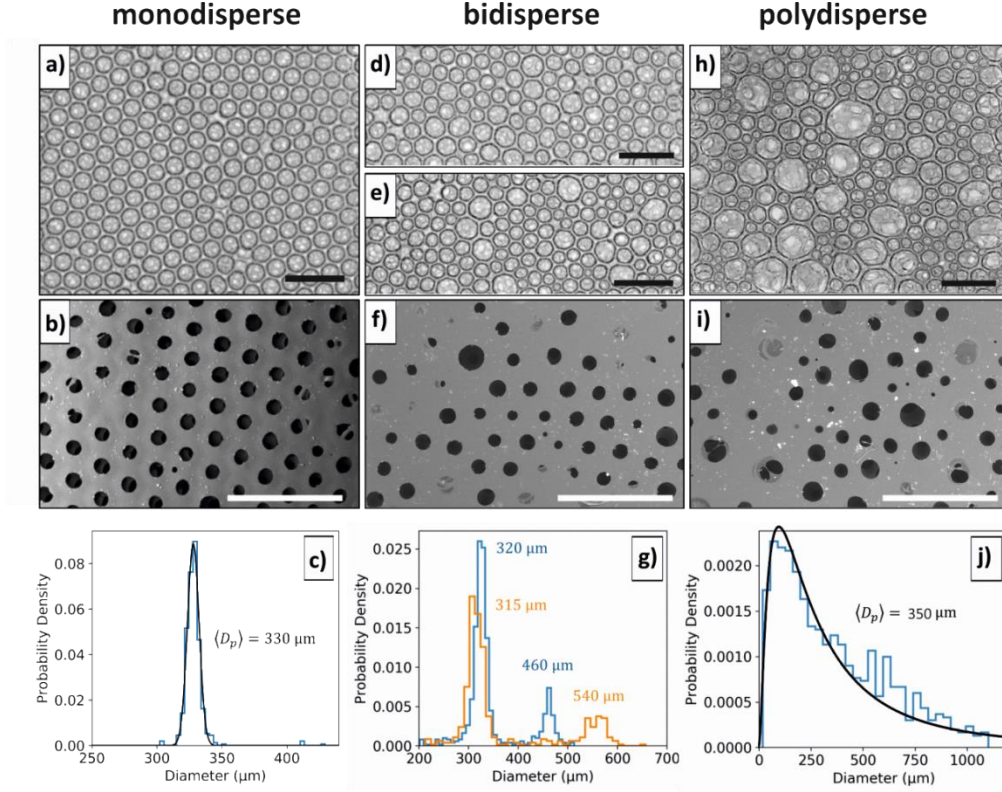 monodisperse bidisperse polydisperse
a)
d)
h)
e)
b)
f)
i)
c)
0.08
0.06
0.04
0.02
0.00
Probability Density
⟨Dₚ⟩ = 330 μm
250 300 350 400
Diameter (μm)
g)
0.025
0.020
0.015
0.010
0.005
0.000
Probability Density
320 μm
315 μm
460 μm
540 μm
200 300 400 500 600 700
Diameter (μm)
j)
0.0020
0.0015
0.0010
0.0005
0.0000
Probability Density
⟨Dₚ⟩ = 350 μm
0 250 500 750 1000
Diameter (μm)